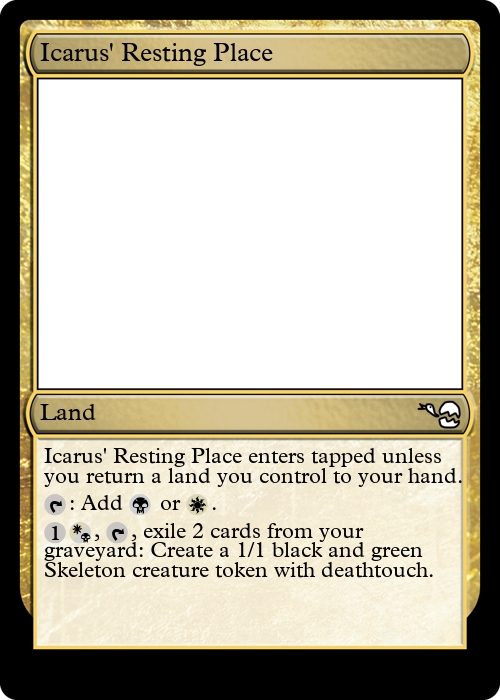 Icarus' Resting Place
Land
Icarus' Resting Place enters tapped unless
you return a land you control to your hand.
: Add or .
1 , , exile 2 cards from your
graveyard: Create a 1/1 black and green
Skeleton creature token with deathtouch.